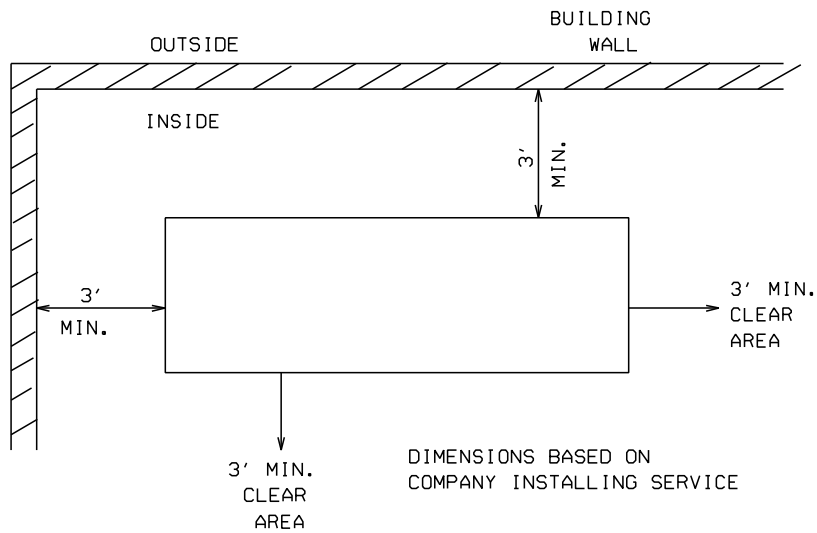 BUILDING
WALL
OUTSIDE
INSIDE
3'
MIN.
3'
MIN.
3' MIN.
CLEAR
AREA
3' MIN.
CLEAR
AREA
DIMENSIONS BASED ON
COMPANY INSTALLING SERVICE